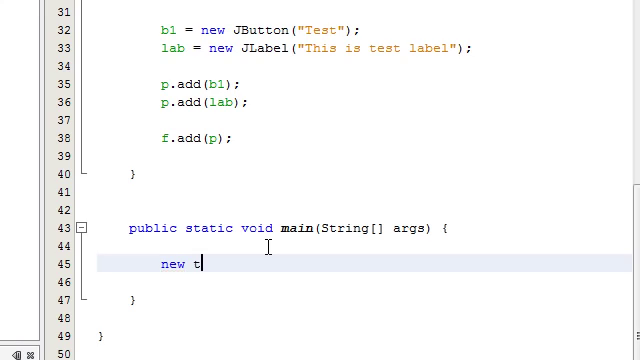 31
32 b1 = new JButton("Test");
33 lab = new JLabel("This is test label");
34
35 p.add(b1);
36 p.add(lab);
37
38 f.add(p);
39
40 }
41
42
43 public static void main(String[] args) {
44
45 new t
46
47 }
48
49 }
50